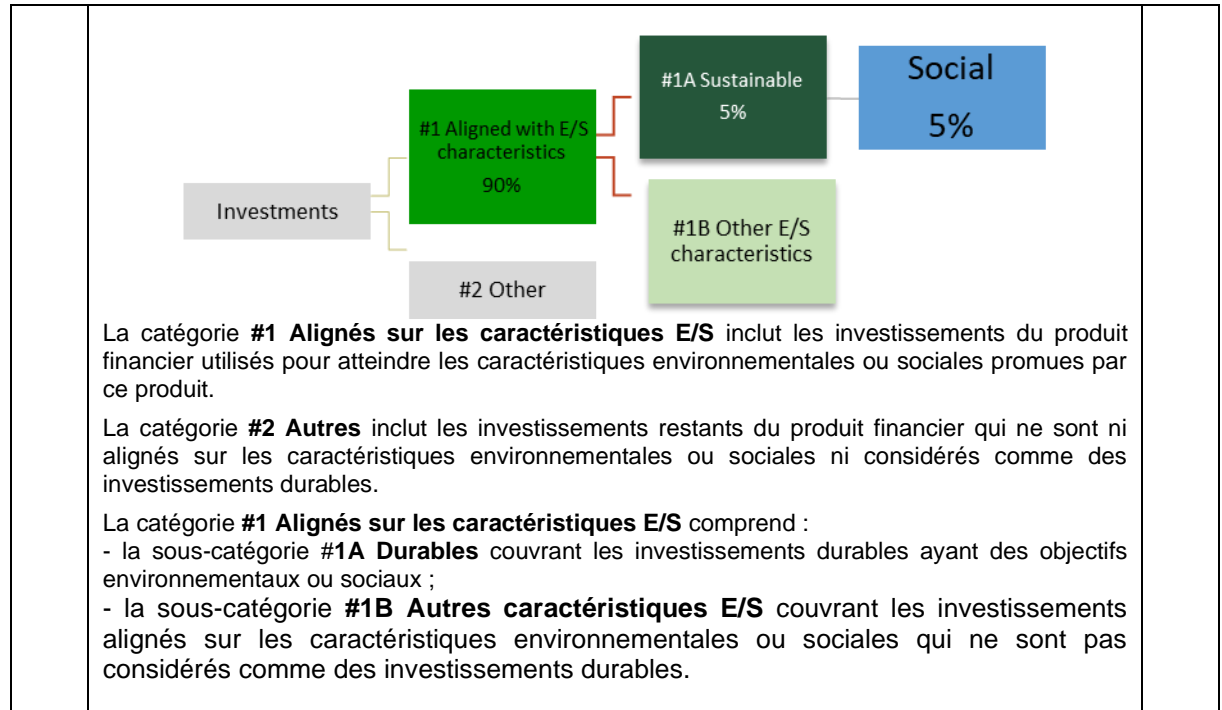 Investments
#1 Aligned with E/S
characteristics
90%
#2 Other
#1A Sustainable
5%
#1B Other E/S
characteristics
Social
5%
La catégorie #1 Alignés sur les caractéristiques E/S inclut les investissements du produit
financier utilisés pour atteindre les caractéristiques environnementales ou sociales promues par
ce produit.
La catégorie #2 Autres inclut les investissements restants du produit financier qui ne sont ni
alignés sur les caractéristiques environnementales ou sociales ni considérés comme des
investissements durables.
La catégorie #1 Alignés sur les caractéristiques E/S comprend :
- la sous-catégorie #1A Durables couvrant les investissements durables ayant des objectifs
environnementaux ou sociaux ;
- la sous-catégorie #1B Autres caractéristiques E/S couvrant les investissements
alignés sur les caractéristiques environnementales ou sociales qui ne sont pas
considérés comme des investissements durables.